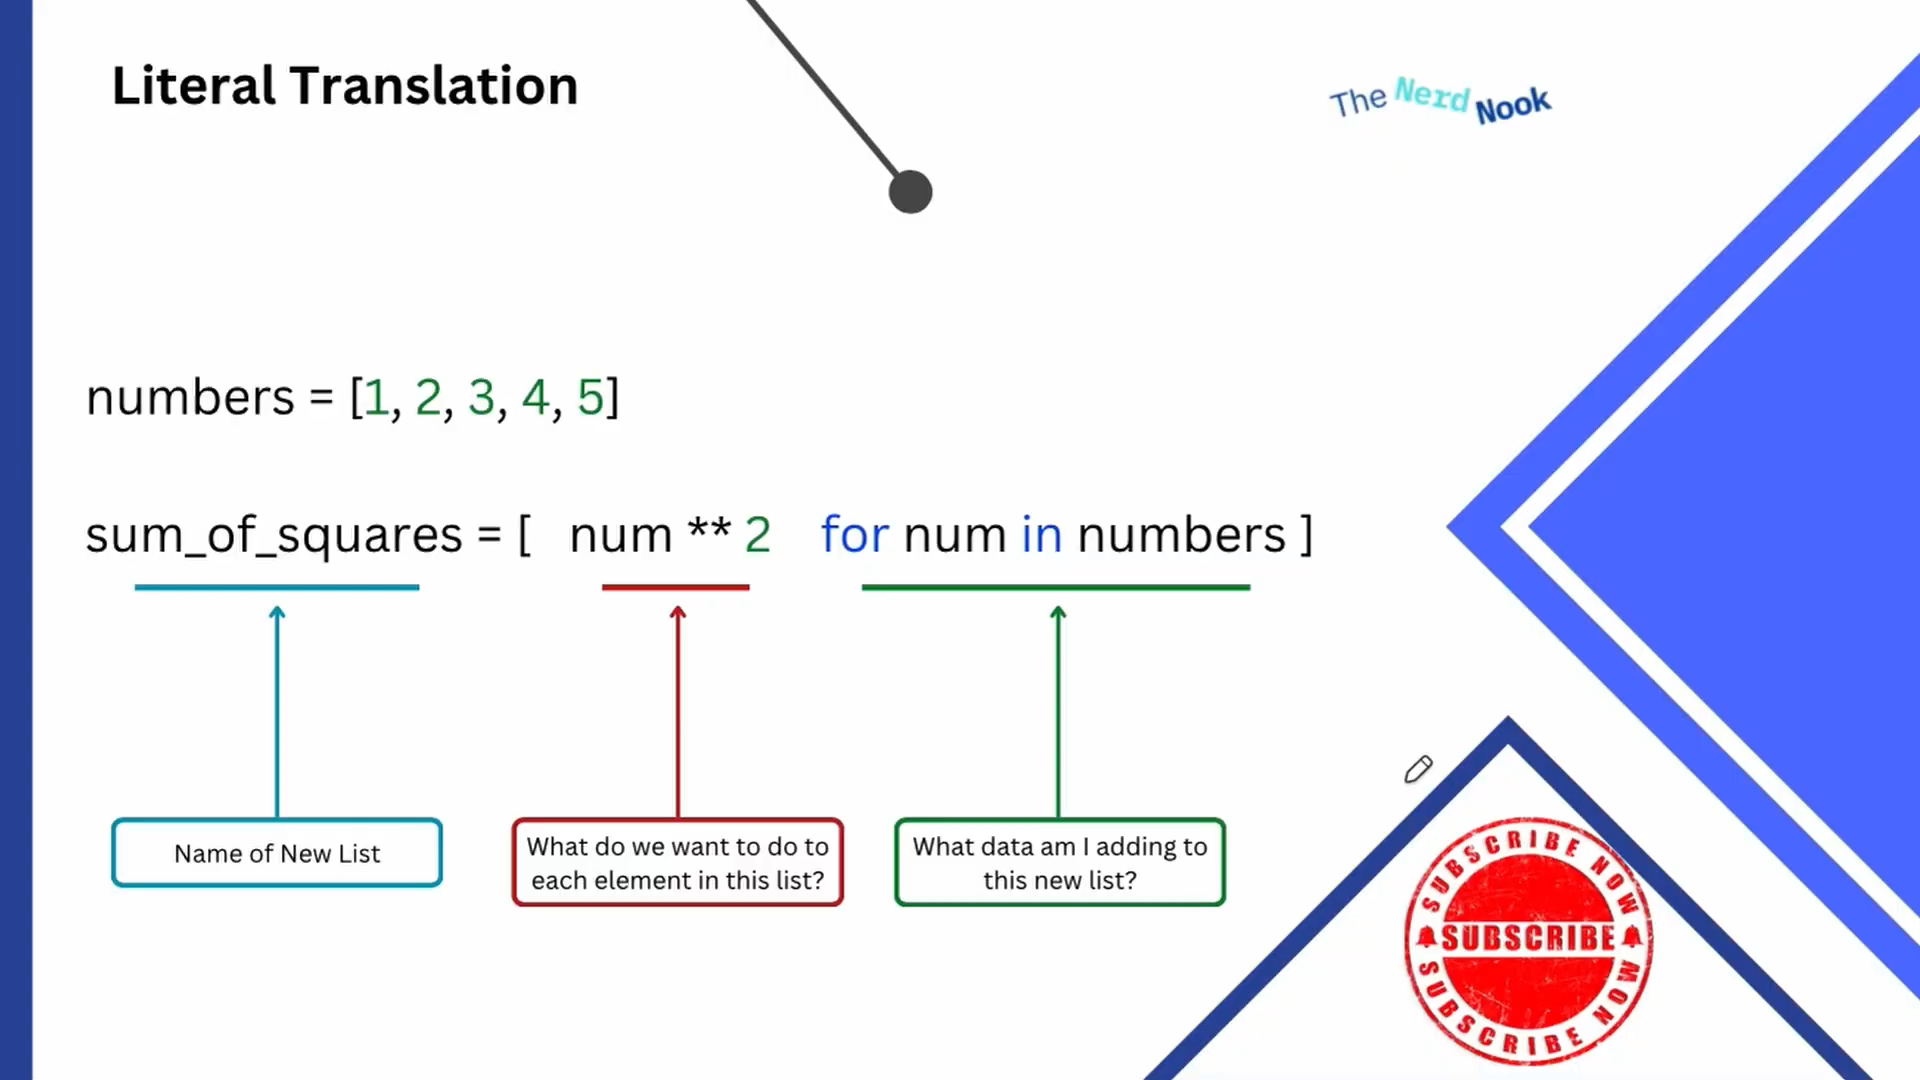 Literal Translation
The Nerd Nook
numbers = [1, 2, 3, 4, 5]
sum_of_squares = [ num ** 2 for num in numbers ]
Name of New List
What do we want to do to
each element in this list?
What data am I adding to
this new list?
SUBSCRIBE NOW
SUBSCRIBE
SUBSCRIBE NOW